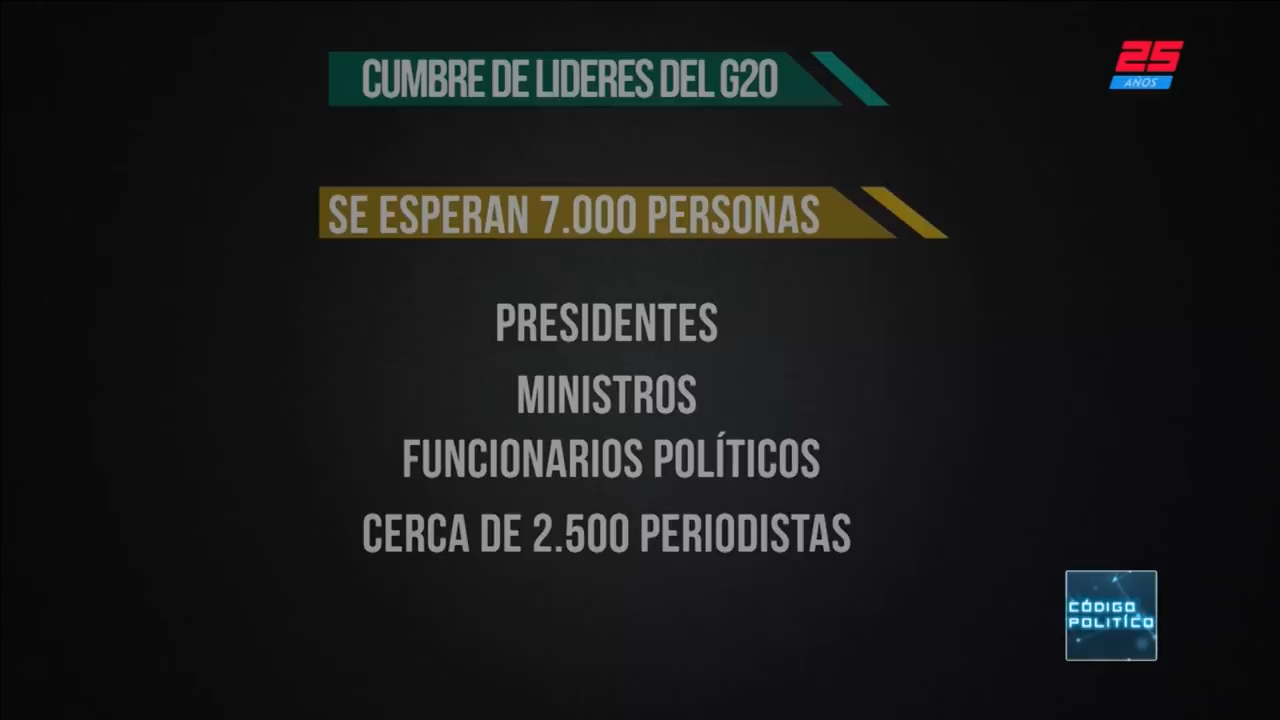 CUMBRE DE LIDERES DEL G20
25
AÑOS
SE ESPERAN 7.000 PERSONAS
PRESIDENTES
MINISTROS
FUNCIONARIOS POLÍTICOS
CERCA DE 2.500 PERIODISTAS
CÓDIGO
POLITÍCO